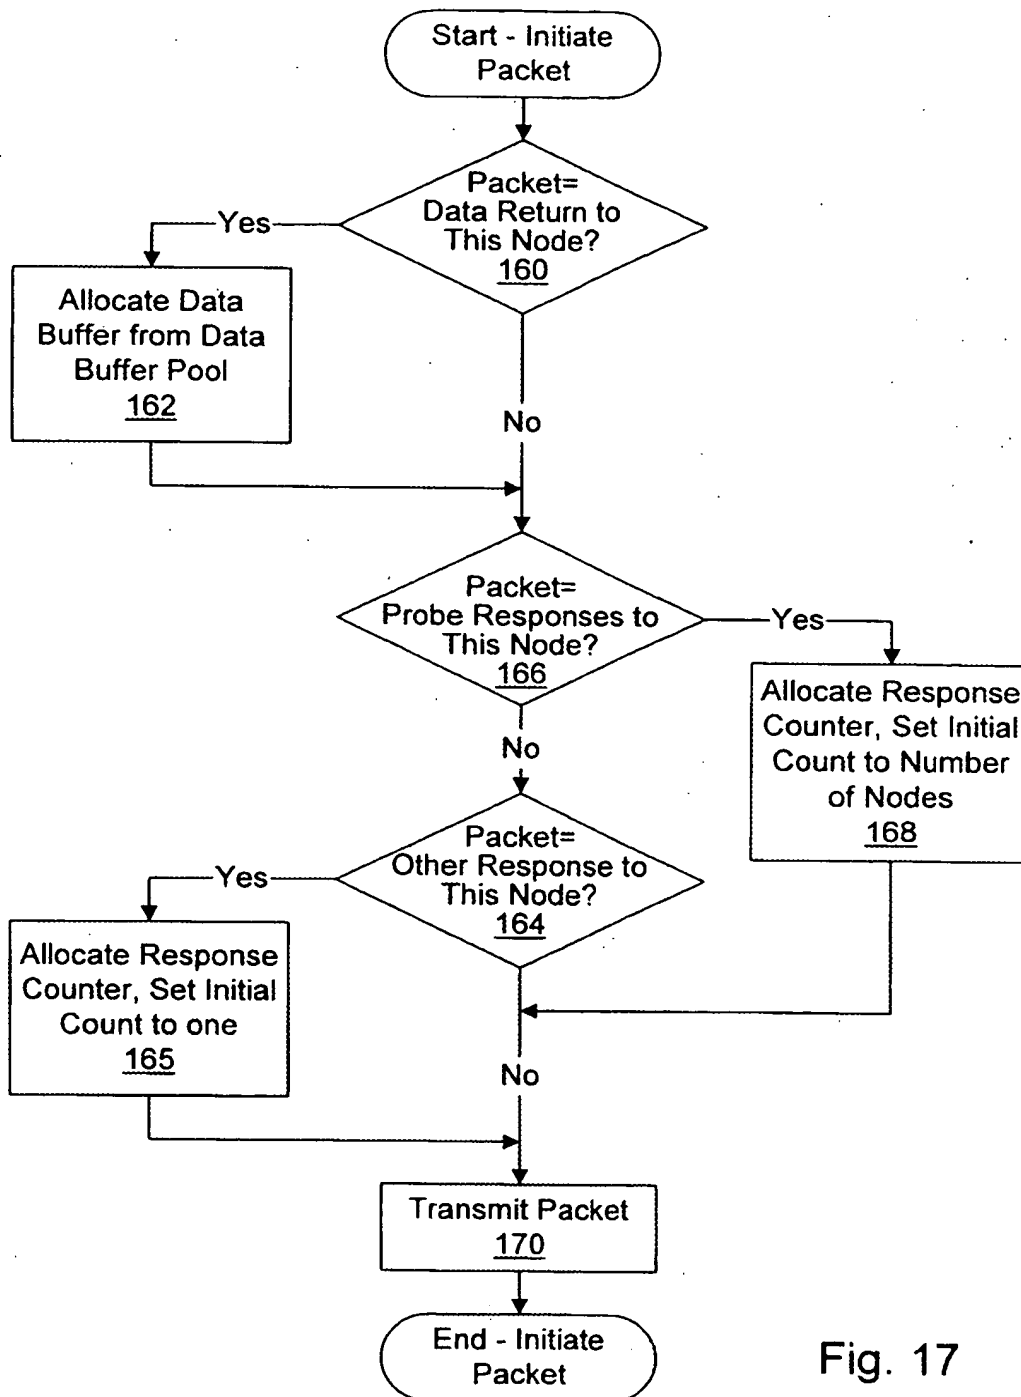 Start - Initiate
Packet
Packet=
Data Return to
This Node?
160
Yes
Allocate Data
Buffer from Data
Buffer Pool
162
No
Packet=
Probe Responses to
This Node?
166
Yes
Allocate Response
Counter, Set Initial
Count to Number
of Nodes
168
No
Packet=
Other Response to
This Node?
164
Yes
Allocate Response
Counter, Set Initial
Count to one
165
No
Transmit Packet
170
End - Initiate
Packet
Fig. 17